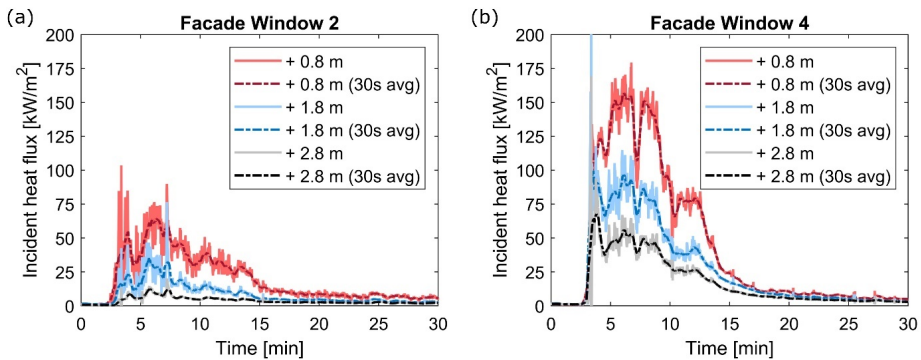 (a)
Facade Window 2
200
175
150
125
100
75
50
25
0
Incident heat flux [kW/m²]
+ 0.8 m
+ 0.8 m (30s avg)
+ 1.8 m
+ 1.8 m (30s avg)
+ 2.8 m
+ 2.8 m (30s avg)
0 5 10 15 20 25 30
Time [min]
(b)
Facade Window 4
200
175
150
125
100
75
50
25
0
Incident heat flux [kW/m²]
+ 0.8 m
+ 0.8 m (30s avg)
+ 1.8 m
+ 1.8 m (30s avg)
+ 2.8 m
+ 2.8 m (30s avg)
0 5 10 15 20 25 30
Time [min]